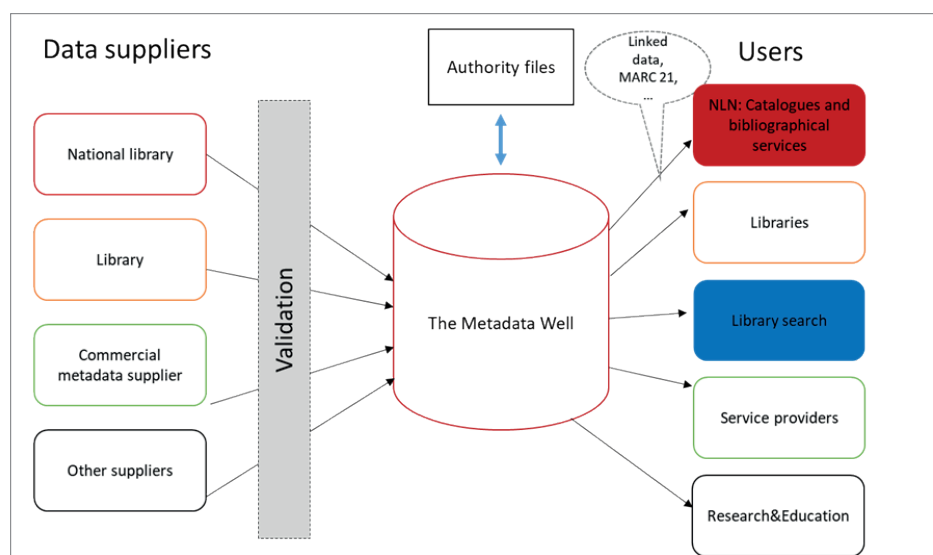 Data suppliers
Authority files
Linked
data,
MARC 21,
...
Users
National library
Library
Commercial
metadata supplier
Other suppliers
Validation
The Metadata Well
NLN: Catalogues and
bibliographical
services
Libraries
Library search
Service providers
Research&Education